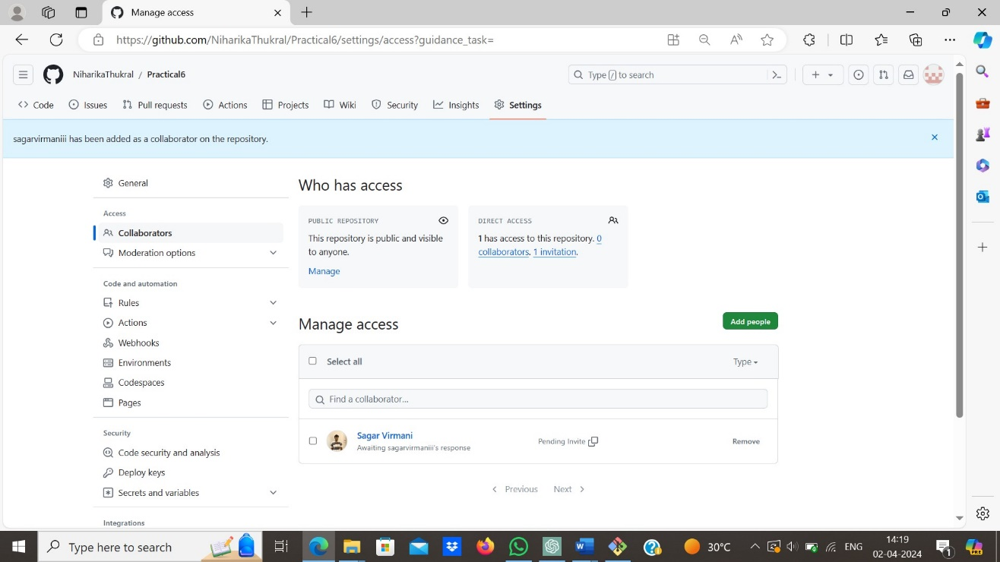 Manage access
https://github.com/NiharikaThukral/Practical6/settings/access?guidance_task=
NiharikaThukral / Practical6
Type / to search
Code Issues Pull requests Actions Projects Wiki Security Insights Settings
sagarvirmaniii has been added as a collaborator on the repository.
General
Access
Collaborators
Moderation options
Code and automation
Rules
Actions
Webhooks
Environments
Codespaces
Pages
Security
Code security and analysis
Deploy keys
Secrets and variables
Integrations
Who has access
PUBLIC REPOSITORY
This repository is public and visible
to anyone.
Manage
DIRECT ACCESS
1 has access to this repository. 0
collaborators. 1 invitation.
Manage access
Add people
Select all
Type
Find a collaborator...
Sagar Virmani
Awaiting sagarvirmaniii's response
Pending Invite
Remove
Previous Next
Type here to search
30°C
ENG
14:19
02-04-2024
1
PRE